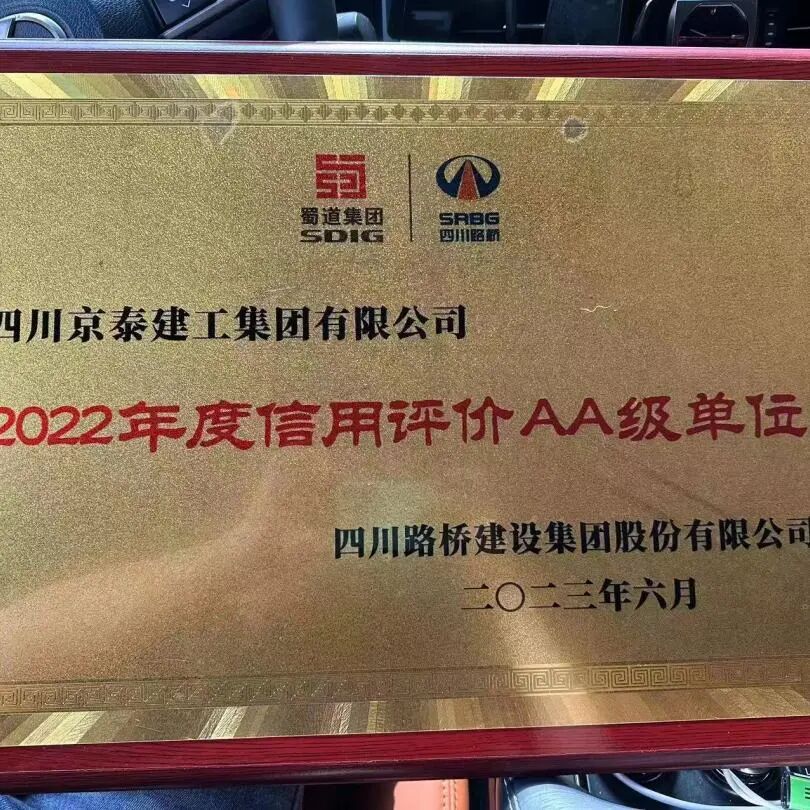 蜀道集团
SDIG
SRBG
四川路桥
四川京泰建工集团有限公司
2022年度信用评价AA级单位
四川路桥建设集团股份有限公司
二〇二三年六月